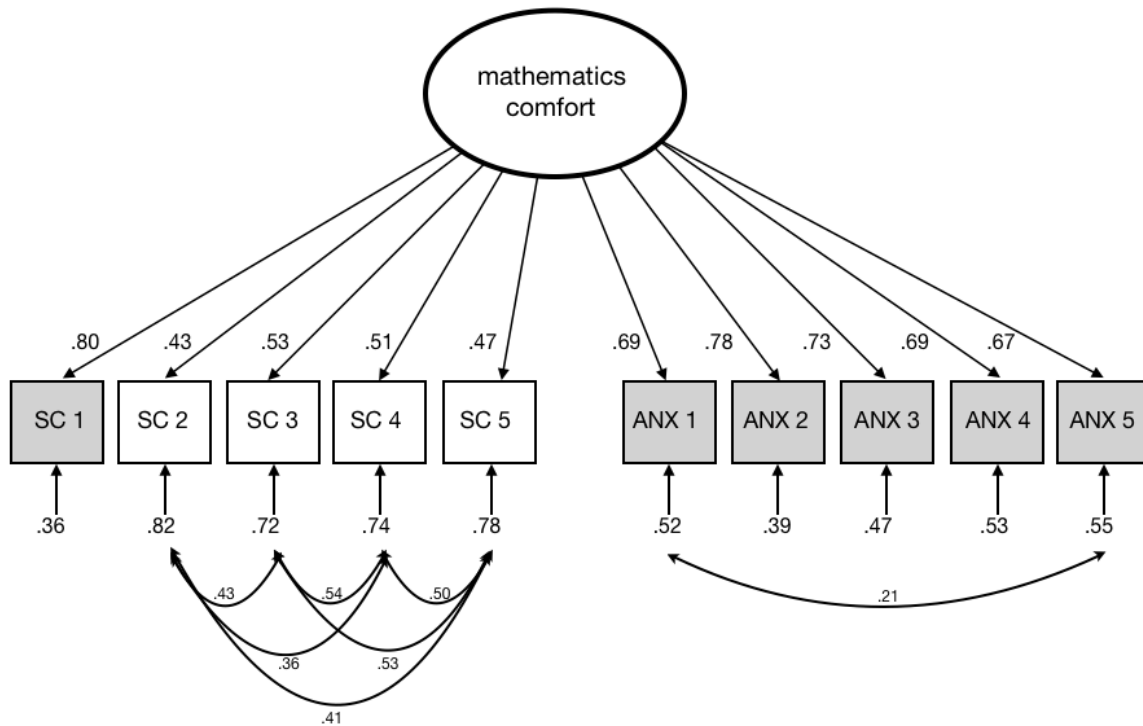 mathematics
comfort
.80 .43 .53 .51 .47 .69 .78 .73 .69 .67
SC 1 SC 2 SC 3 SC 4 SC 5 ANX 1 ANX 2 ANX 3 ANX 4 ANX 5
.36 .82 .72 .74 .78 .52 .39 .47 .53 .55
.43 .54 .50 .21
.36 .53
.41